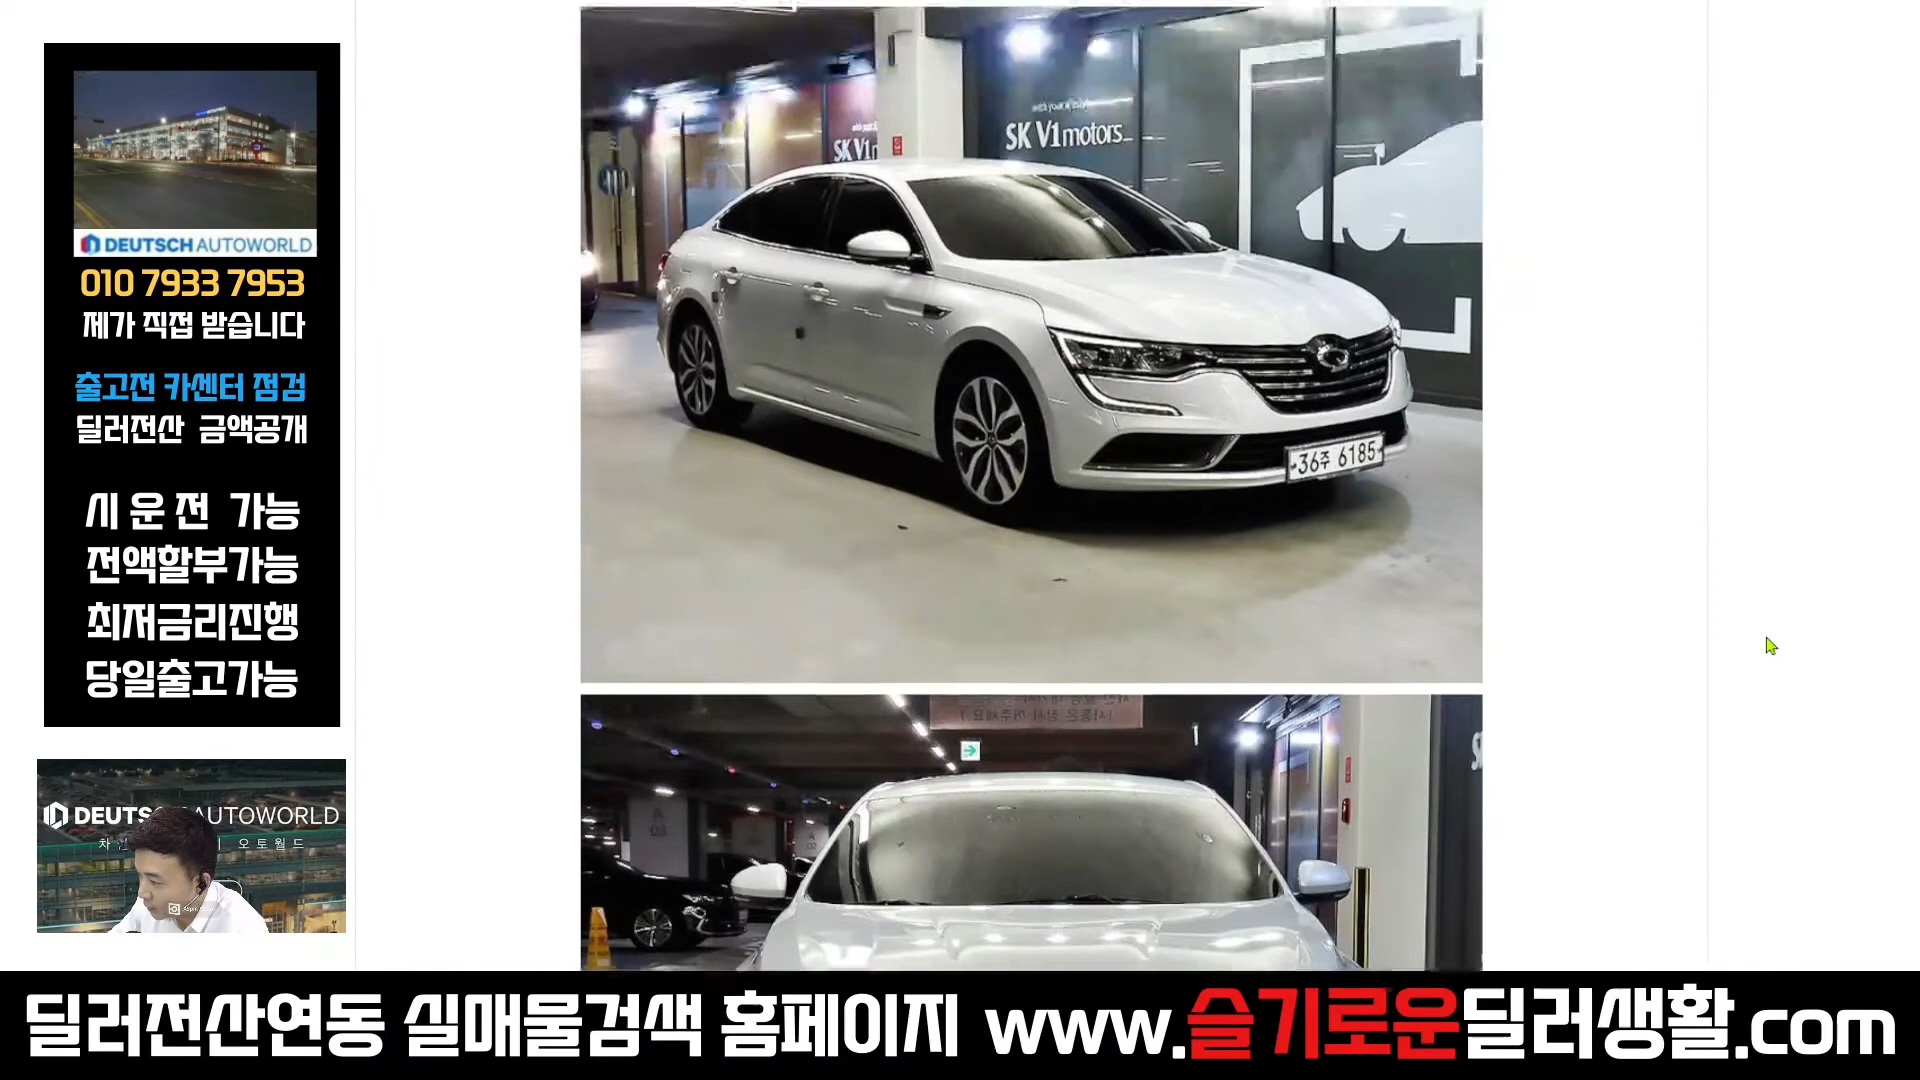 DEUTSCH AUTOWORLD
010 7933 7953
제가 직접 받습니다
출고전 카센터 점검
딜러전산 금액공개
시운전 가능
전액할부가능
최저금리진행
당일출고가능
with your
SK V1motors
SK V1
36주 6185
DEUTS AUTOWORLD
오토월드
딜러전산연동 실매물검색 홈페이지 www.슬기로운딜러생활.com